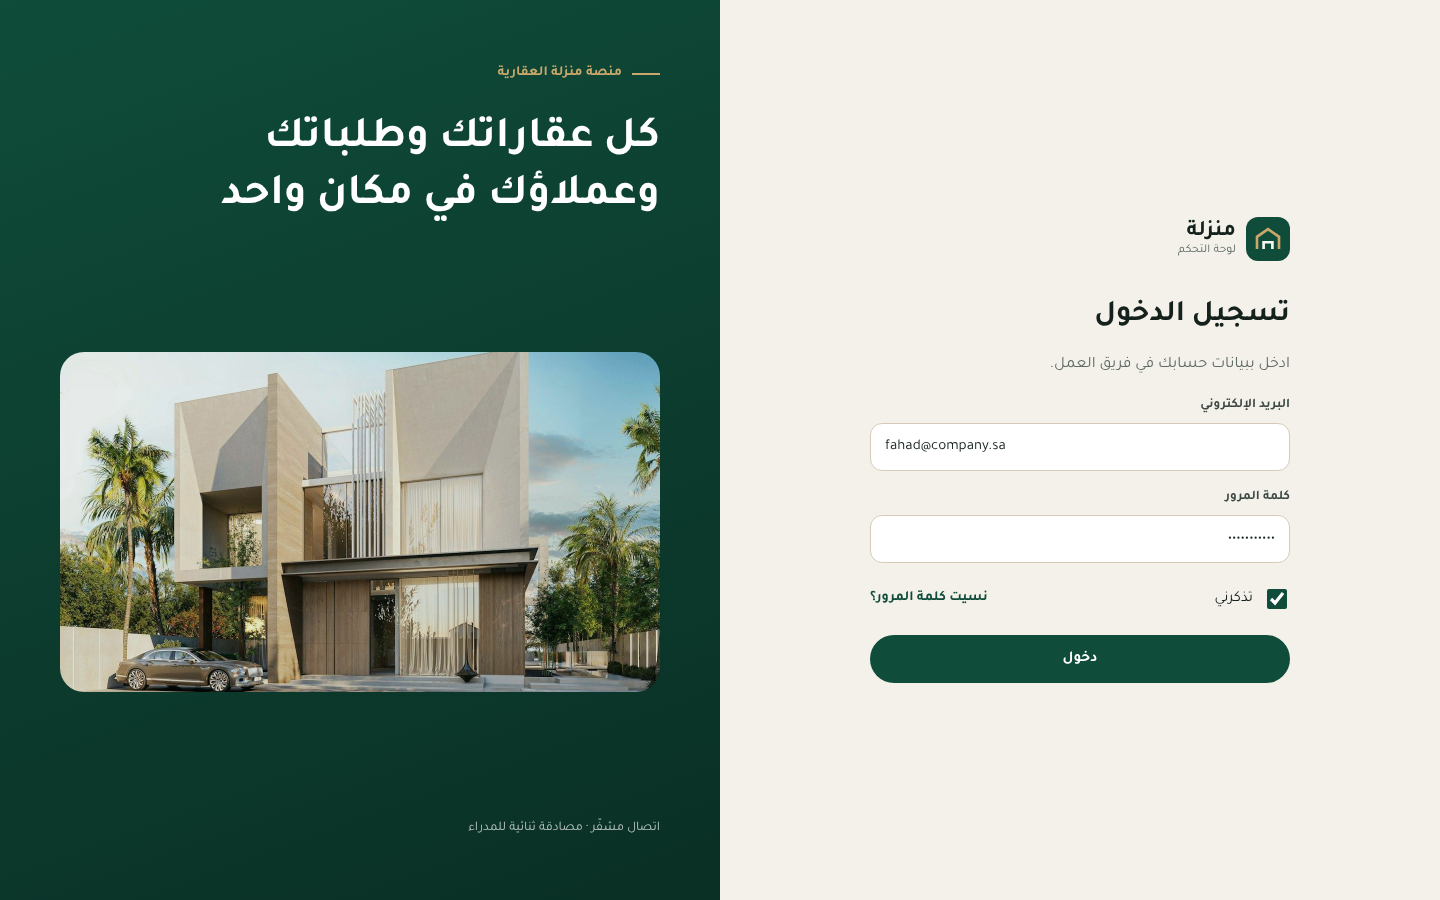 منزلة
لوحة التحكم
تسجيل الدخول
ادخل ببيانات حسابك في فريق العمل.
البريد الإلكتروني
fahad@company.sa
كلمة المرور
•••••••••••
تذكرني
نسيت كلمة المرور؟
دخول
منصة منزلة العقارية
كل عقاراتك وطلباتك
وعملاؤك في مكان واحد
اتصال مشفّر · مصادقة ثنائية للمدراء